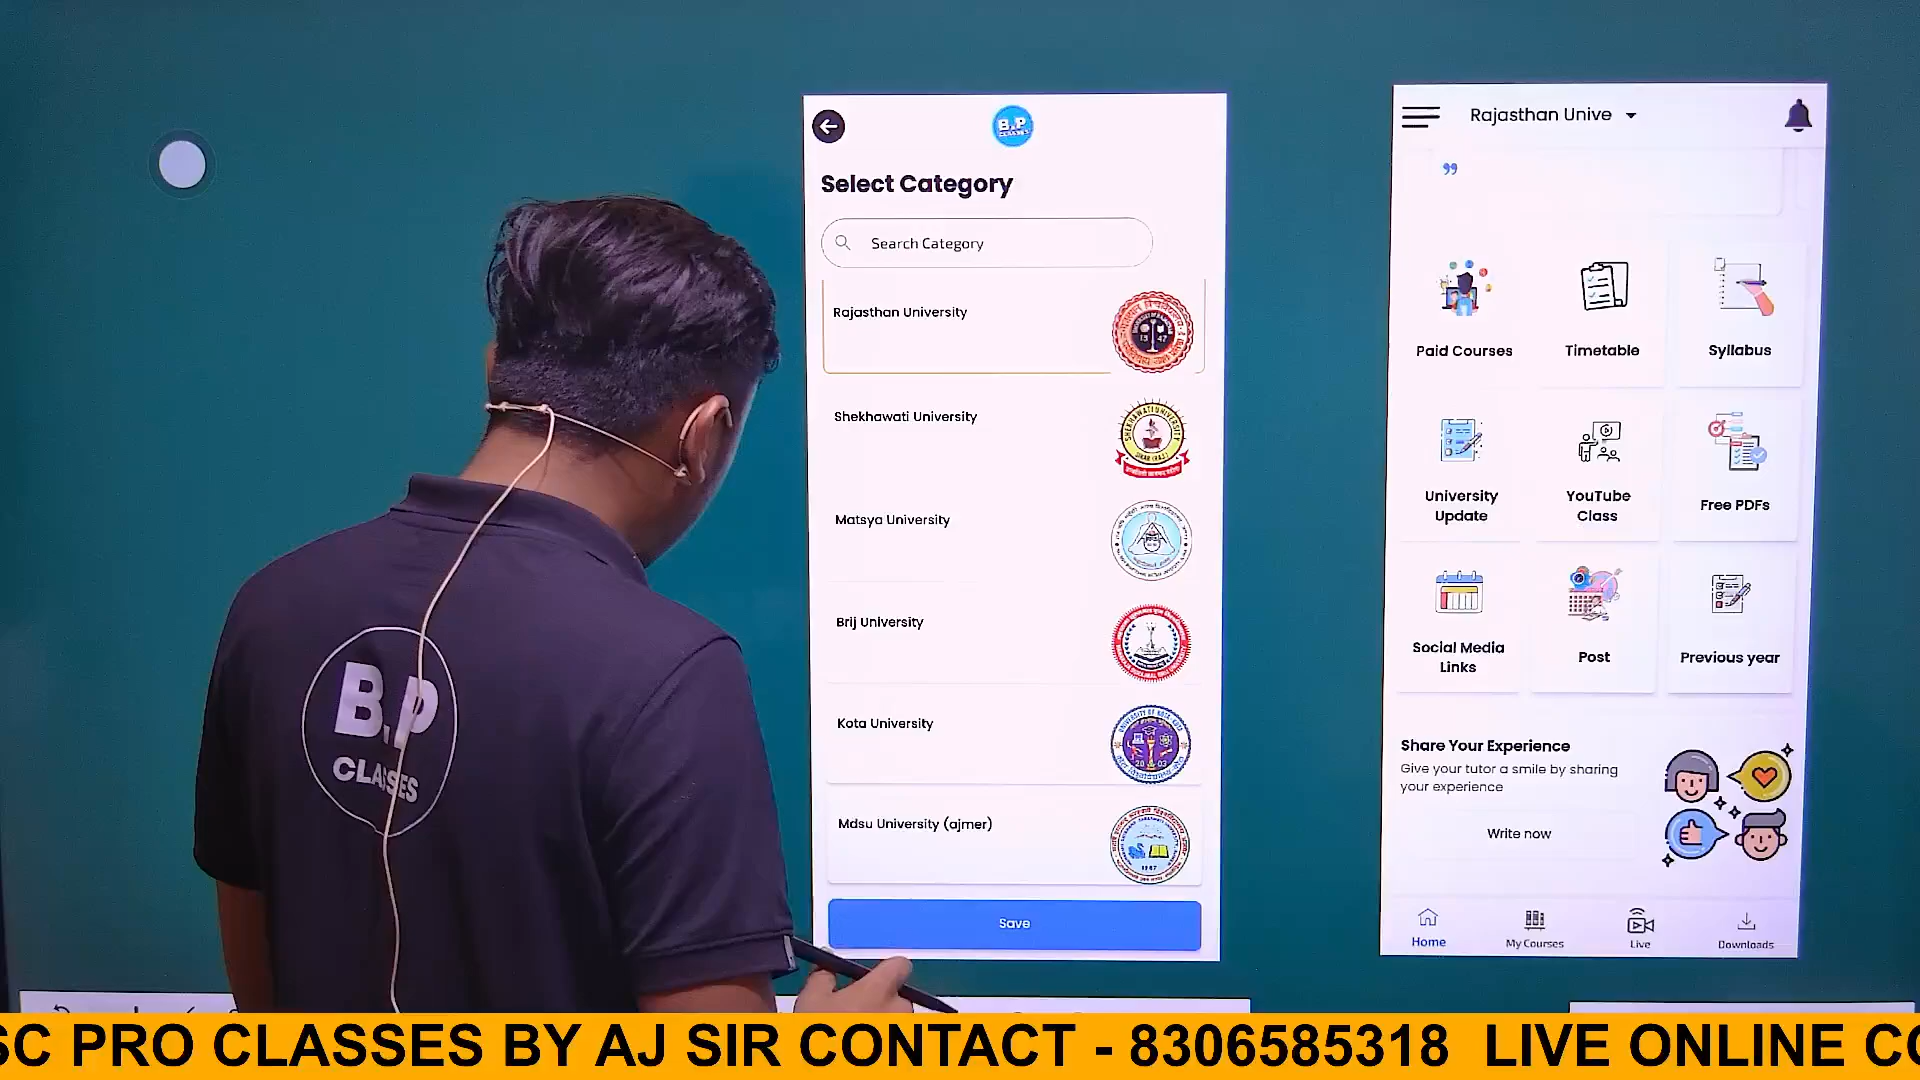 B.P
CLASSES
Select Category
Search Category
Rajasthan University
Shekhawati University
Matsya University
Brij University
Kota University
Mdsu University (ajmer)
Save
Rajasthan Unive
Paid Courses
Timetable
Syllabus
University
Update
YouTube
Class
Free PDFs
Social Media
Links
Post
Previous year
Share Your Experience
Give your tutor a smile by sharing
your experience
Write now
Home
My Courses
Live
Downloads
B.P
CLASSES
SC PRO CLASSES BY AJ SIR CONTACT - 8306585318 LIVE ONLINE CO